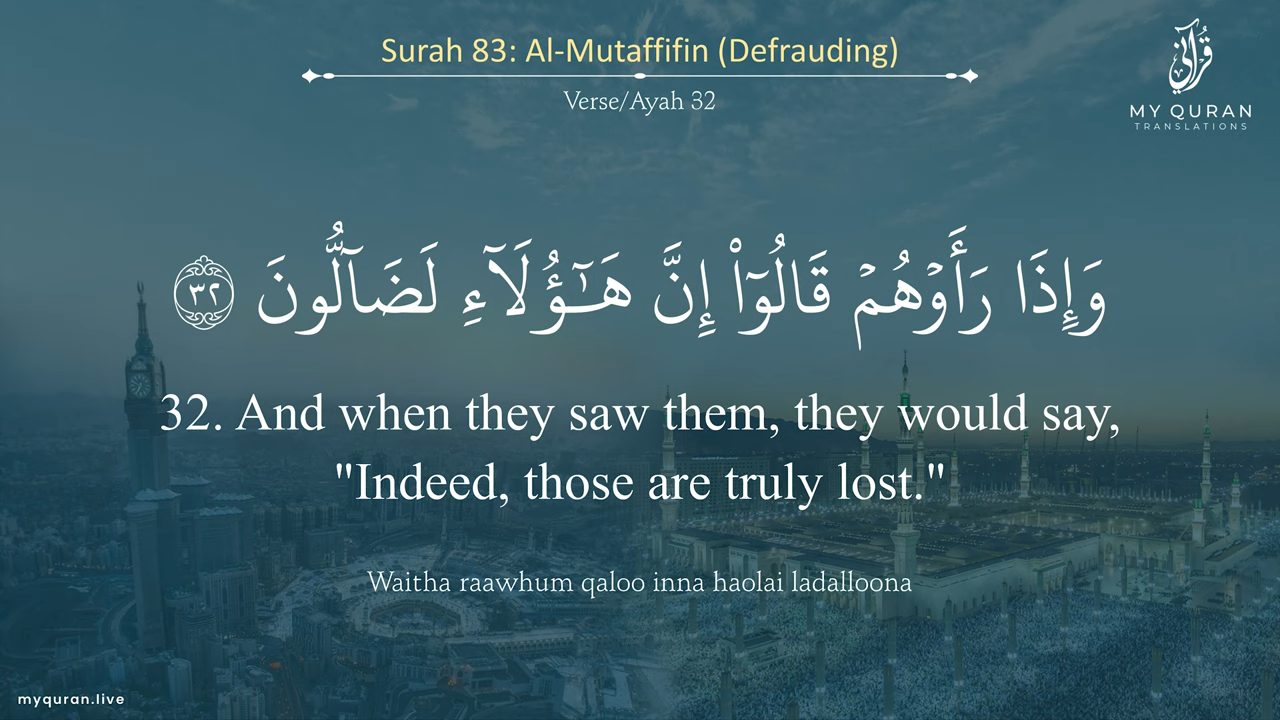 Surah 83: Al-Mutaffifin (Defrauding)
Verse/Ayah 32
قرآني
MY QURAN
TRANSLATIONS
وَإِذَا رَأَوۡهُمۡ قَالُوٓاْ إِنَّ هَـٰٓؤُلَآءِ لَضَآلُّونَ ٣٢
32. And when they saw them, they would say,
"Indeed, those are truly lost."
Waitha raawhum qaloo inna haolai ladalloona
myquran.live